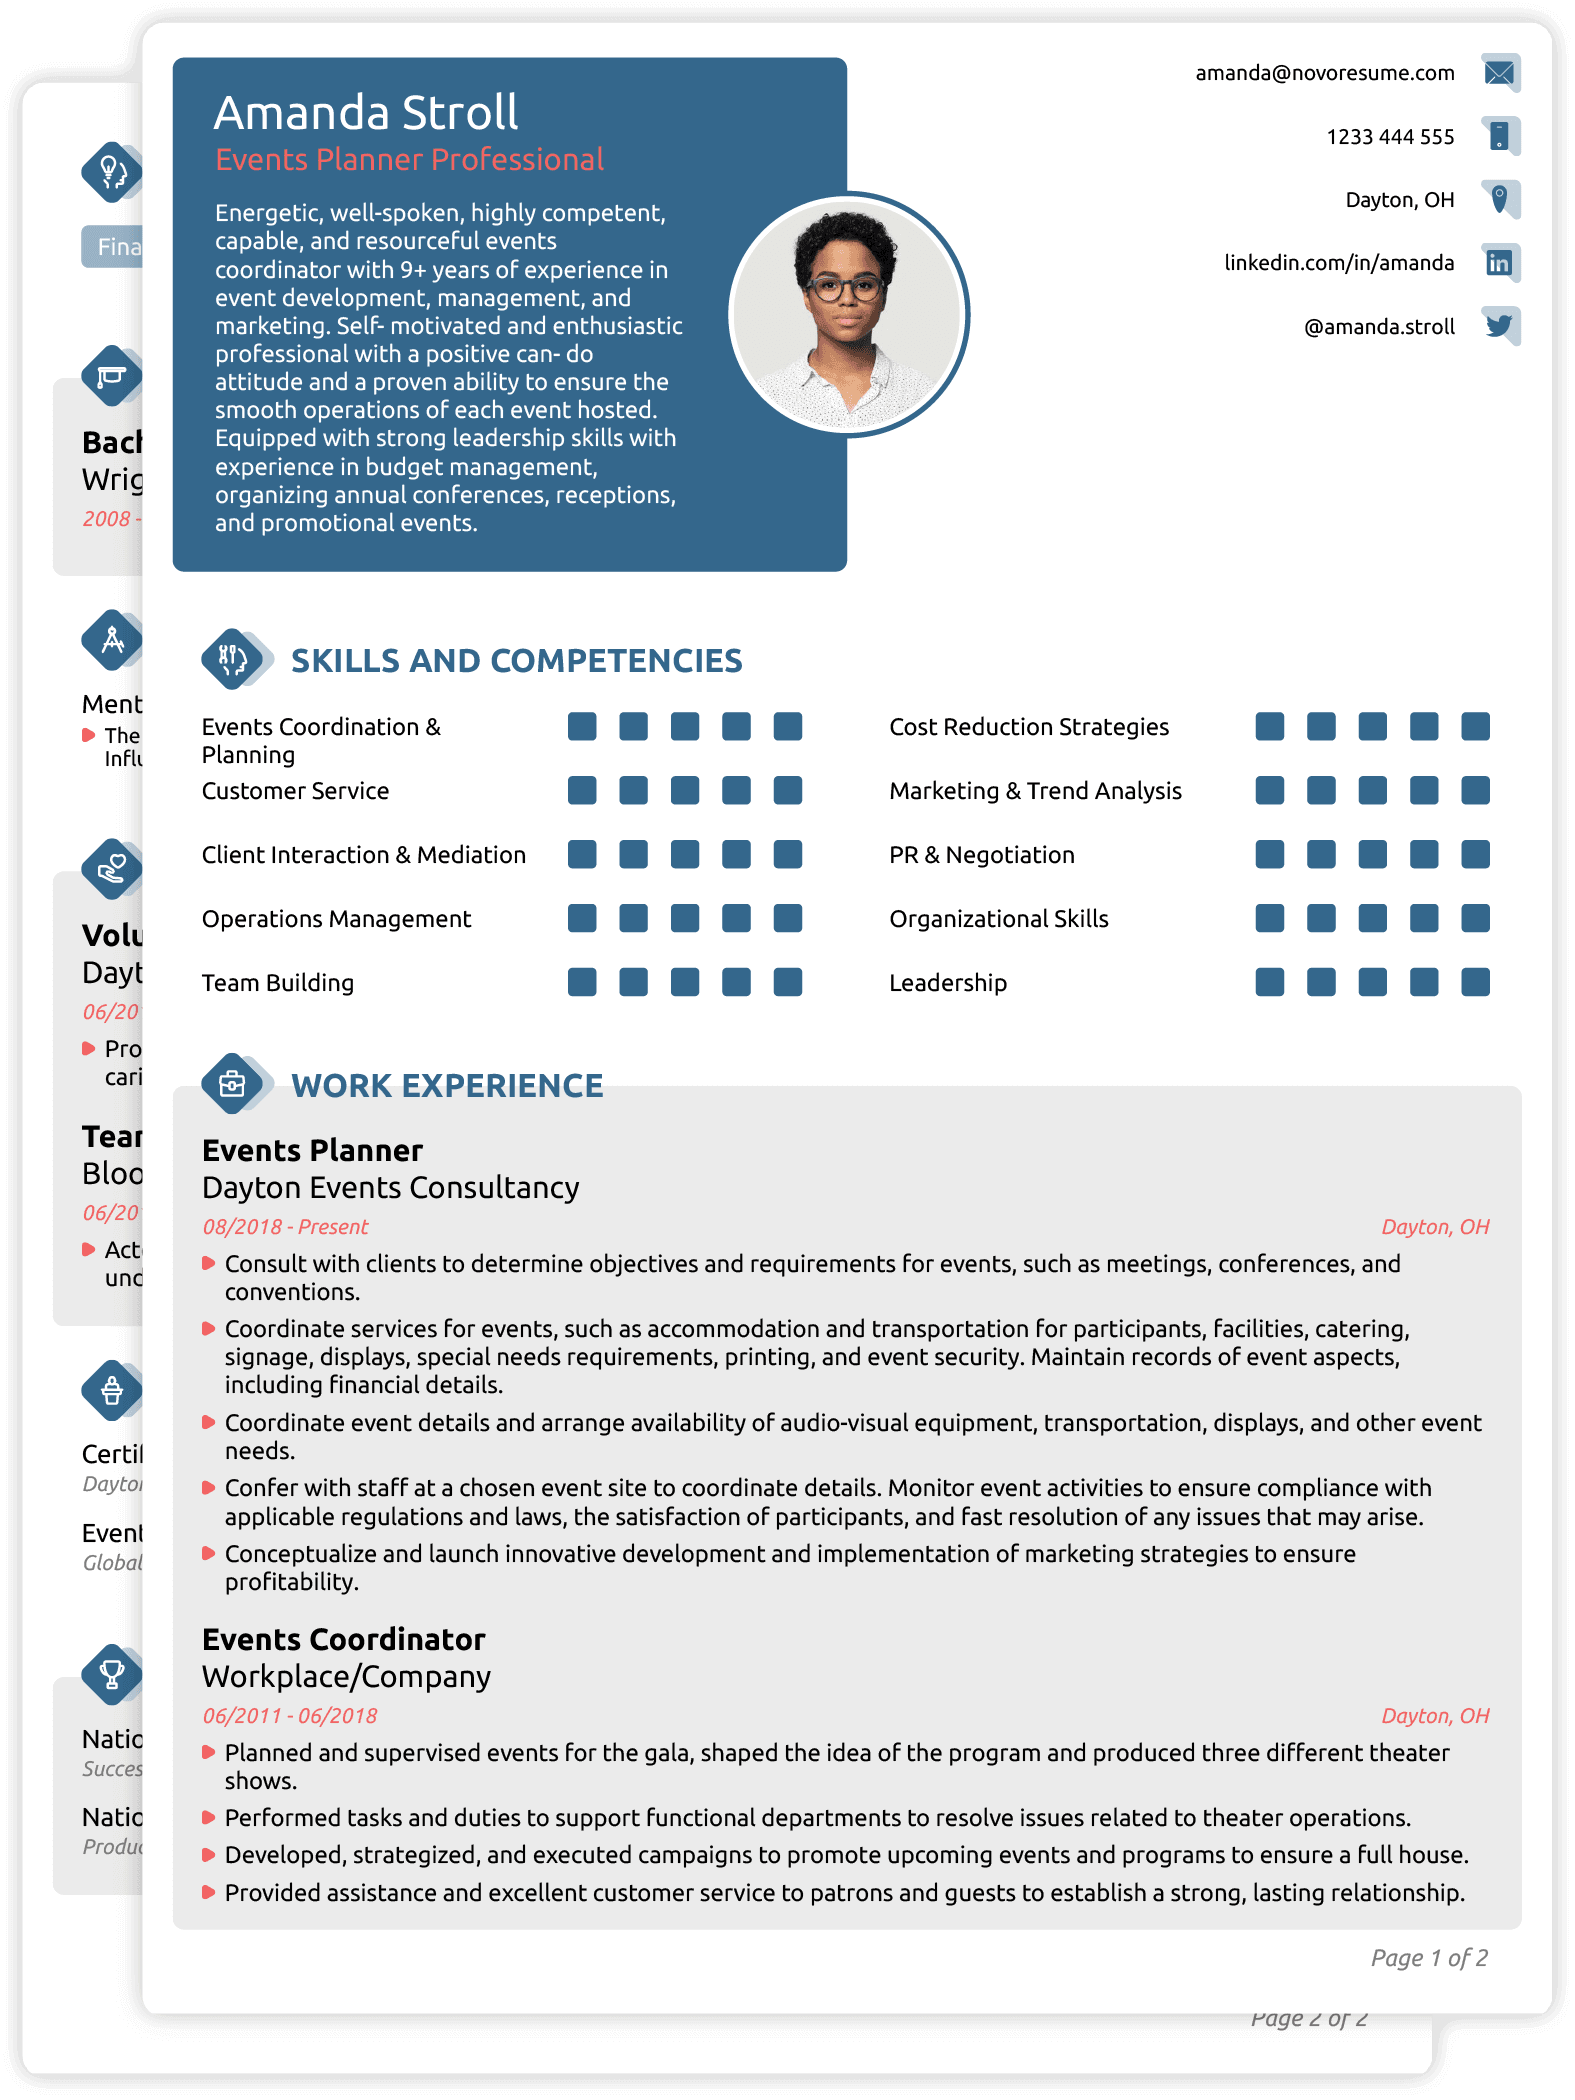 Amanda Stroll
Events Planner Professional
Energetic, well-spoken, highly competent,
capable, and resourceful events
coordinator with 9+ years of experience in
event development, management, and
marketing. Self- motivated and enthusiastic
professional with a positive can- do
attitude and a proven ability to ensure the
smooth operations of each event hosted.
Equipped with strong leadership skills with
experience in budget management,
organizing annual conferences, receptions,
and promotional events.
amanda@novoresume.com
1233 444 555
Dayton, OH
linkedin.com/in/amanda
in
@amanda.stroll
SKILLS AND COMPETENCIES
Events Coordination &
Planning
Customer Service
Client Interaction & Mediation
Operations Management
Team Building
Cost Reduction Strategies
Marketing & Trend Analysis
PR & Negotiation
Organizational Skills
Leadership
WORK EXPERIENCE
Events Planner
Dayton Events Consultancy
08/2018 - Present
Dayton, OH
Consult with clients to determine objectives and requirements for events, such as meetings, conferences, and
conventions.
Coordinate services for events, such as accommodation and transportation for participants, facilities, catering,
signage, displays, special needs requirements, printing, and event security. Maintain records of event aspects,
including financial details.
Coordinate event details and arrange availability of audio-visual equipment, transportation, displays, and other event
needs.
Confer with staff at a chosen event site to coordinate details. Monitor event activities to ensure compliance with
applicable regulations and laws, the satisfaction of participants, and fast resolution of any issues that may arise.
Conceptualize and launch innovative development and implementation of marketing strategies to ensure
profitability.
Events Coordinator
Workplace/Company
06/2011 - 06/2018
Dayton, OH
Planned and supervised events for the gala, shaped the idea of the program and produced three different theater
shows.
Performed tasks and duties to support functional departments to resolve issues related to theater operations.
Developed, strategized, and executed campaigns to promote upcoming events and programs to ensure a full house.
Provided assistance and excellent customer service to patrons and guests to establish a strong, lasting relationship.
Page 1 of 2
Fina
Bach
Wrig
2008 -
Ment
The
Influ
Volu
Dayt
06/201
Pro
cari
Tear
Bloo
06/20
Acte
und
Certif
Dayton
Event
Global
Natio
Succes
Natio
Produc
Page 2 of 2